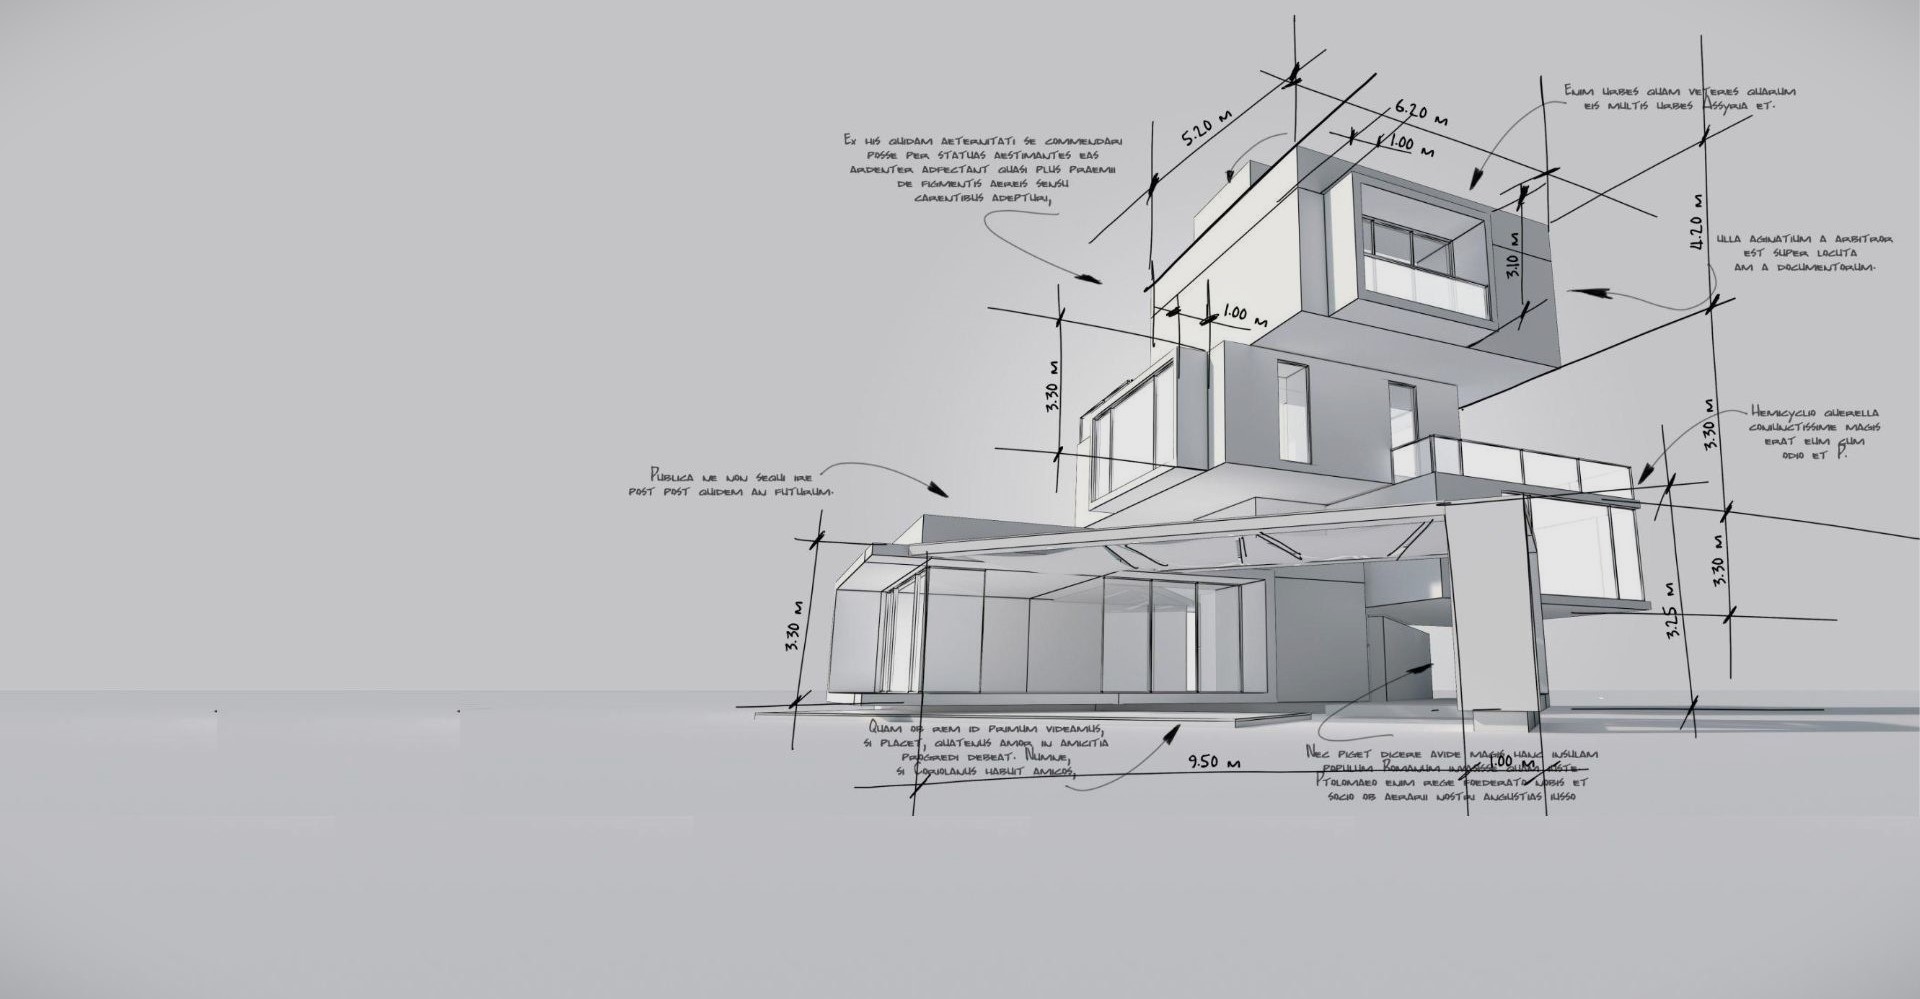 Enim urbes quam veteres quarum
eis multis urbes Assyria et.
6.20 M
5.20 M
1.00 M
Ex his quidam aeternitati se commendari
posse per statuas aestimantes eas
ardenter adfectant quasi plus praemii
de figmentis aereis sensu
carentibus adepturi,
4.20 M
3.10 M
ulla aginatium a arbitror
est super locuta
am a documentorum.
1.00 M
3.30 M
3.30 M
Hemicyclio querella
coniunctissime magis
erat eum cum
odio et P.
Publica ne non sequi ire
post post quidem an futurum.
3.30 M
3.30 M
3.25 M
Quam ob rem id primum videamus,
si placet, quatenus amor in amicitia
progredi debeat. Numne,
si Coriolanus habuit amicos,
9.50 M
1.00 M
Nec piget dicere avide magis hanc insulam
populum Romanum invasisse quam iuste.
Ptolomaeo enim rege foederato nobis et
socio ob aerarii nostri angustias iusso